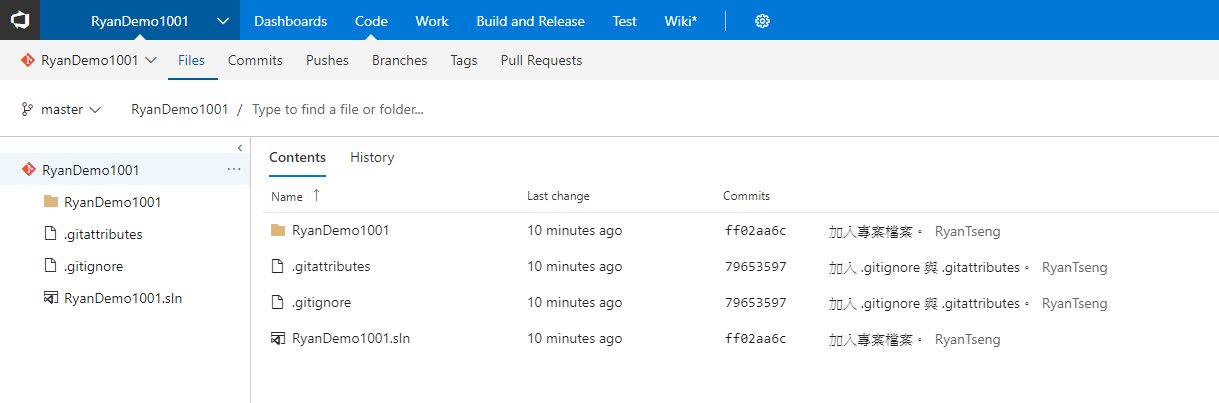 RyanDemo1001 Dashboards Code Work Build and Release Test Wiki*
RyanDemo1001 Files Commits Pushes Branches Tags Pull Requests
master RyanDemo1001 / Type to find a file or folder...
RyanDemo1001 ...
RyanDemo1001
.gitattributes
.gitignore
RyanDemo1001.sln
Contents History
Name ↑ Last change Commits
RyanDemo1001 10 minutes ago ff02aa6c 加入專案檔案。 RyanTseng
.gitattributes 10 minutes ago 79653597 加入 .gitignore 與 .gitattributes。 RyanTseng
.gitignore 10 minutes ago 79653597 加入 .gitignore 與 .gitattributes。 RyanTseng
RyanDemo1001.sln 10 minutes ago ff02aa6c 加入專案檔案。 RyanTseng